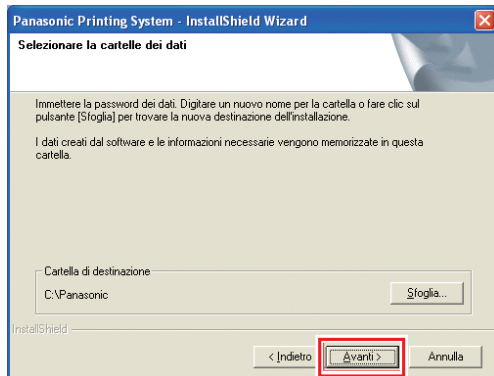 Panasonic Printing System - InstallShield Wizard
Selezionare la cartelle dei dati
Immettere la password dei dati. Digitare un nuovo nome per la cartella o fare clic sul
pulsante [Sfoglia] per trovare la nuova destinazione dell'installazione.
I dati creati dal software e le informazioni necessarie vengono memorizzate in questa
cartella.
Cartella di destinazione
C:\Panasonic
Sfoglia...
InstallShield
< Indietro
Avanti >
Annulla